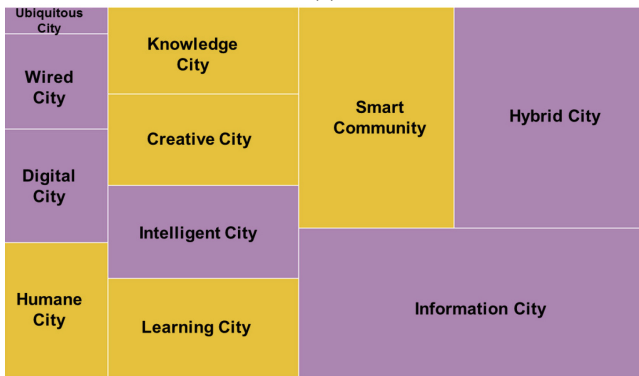 Ubiquitous
City
Wired
City
Digital
City
Humane
City
Knowledge
City
Creative City
Intelligent City
Learning City
Smart
Community
Hybrid City
Information City